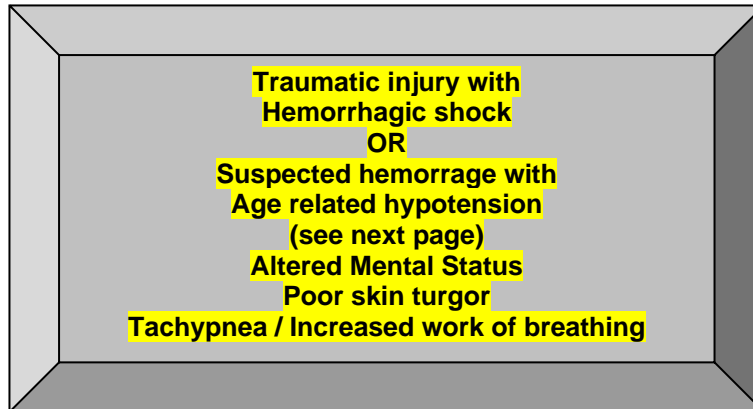 Traumatic injury with
Hemorrhagic shock
OR
Suspected hemorrage with
Age related hypotension
(see next page)
Altered Mental Status
Poor skin turgor
Tachypnea / Increased work of breathing